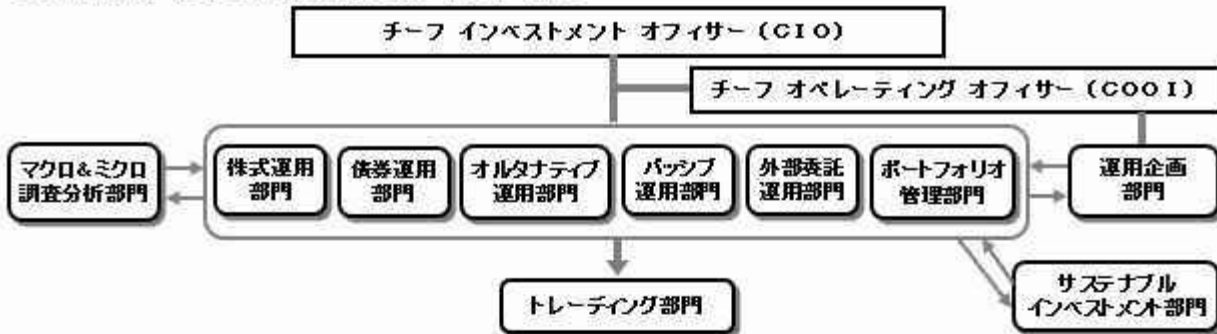 チーフ インベストメント オフィサー (CIO)
チーフ オペレーティング オフィサー (COOI)
マクロ&ミクロ
調査分析部門
株式運用
部門
債券運用
部門
オルタナティブ
運用部門
パッシブ
運用部門
外部委託
運用部門
ポートフォリオ
管理部門
運用企画
部門
トレーディング部門
サステナブル
インベストメント部門